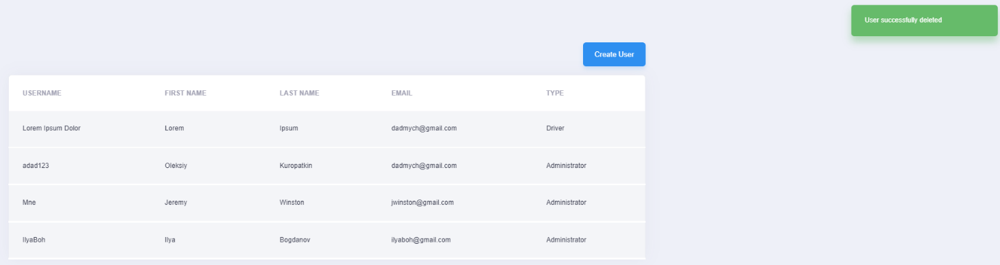 User successfully deleted
Create User
USERNAME FIRST NAME LAST NAME EMAIL TYPE
Lorem Ipsum Dolor Lorem Ipsum dadmych@gmail.com Driver
adad123 Oleksiy Kuropatkin dadmych@gmail.com Administrator
Mne Jeremy Winston jwinston@gmail.com Administrator
IlyaBoh Ilya Bogdanov ilyaboh@gmail.com Administrator